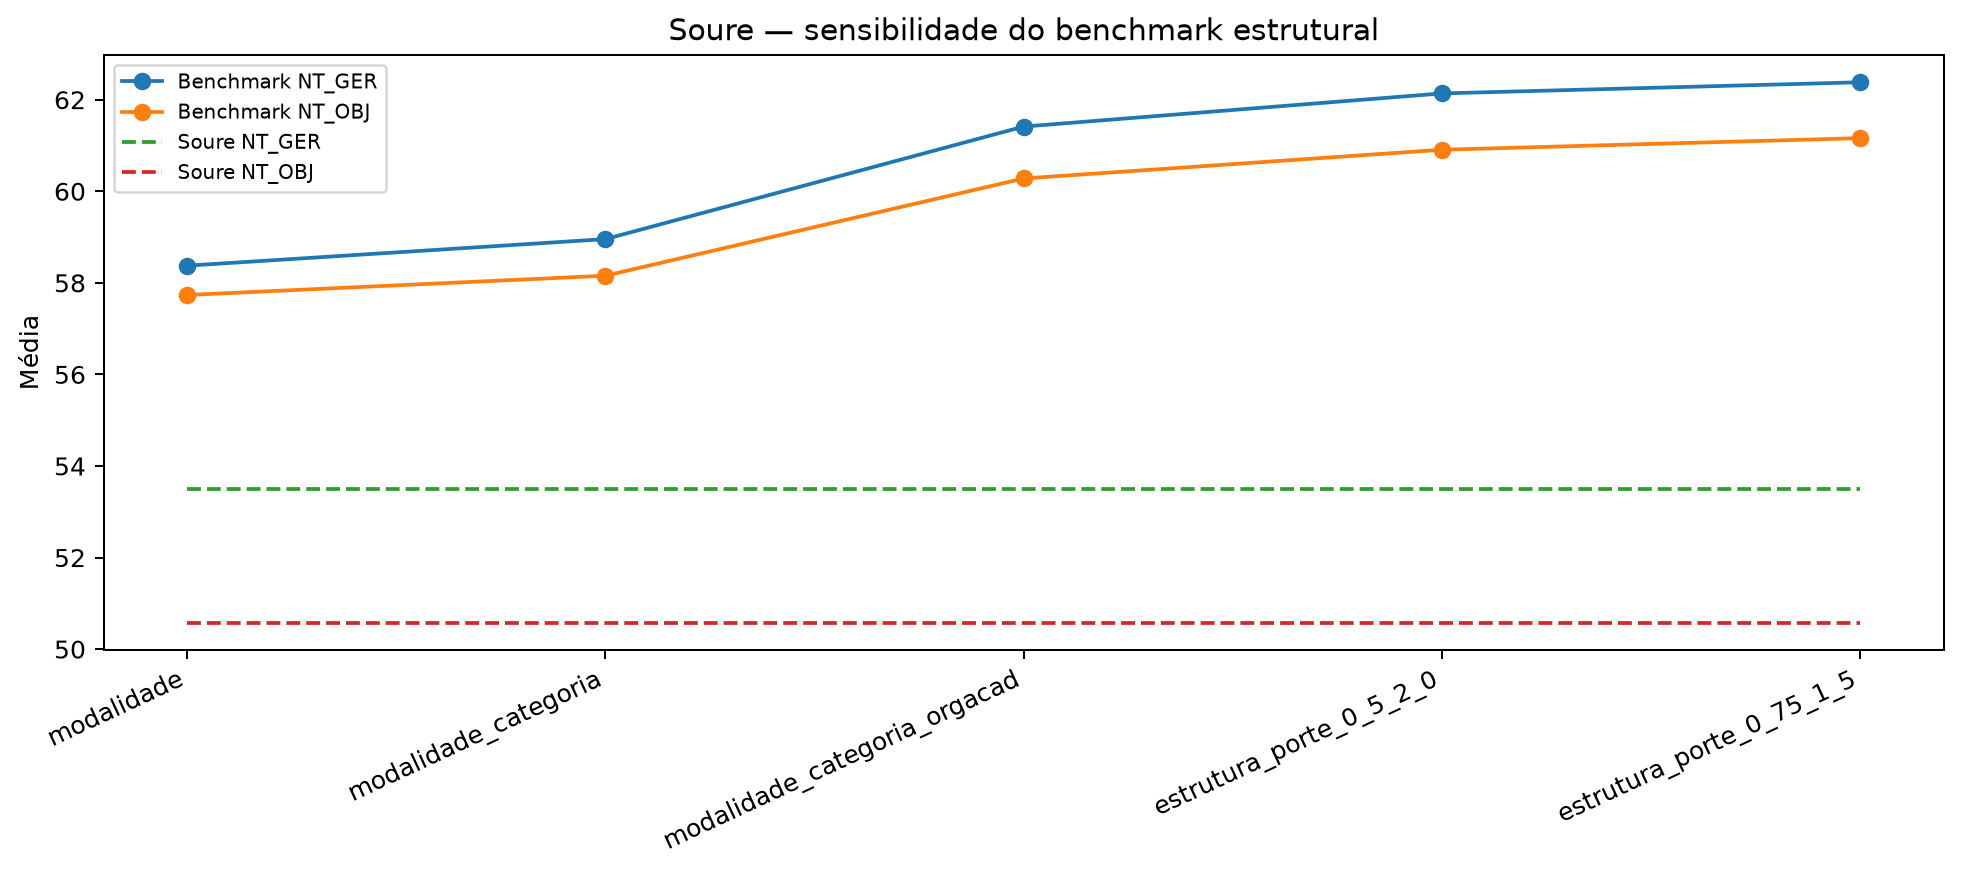 Soure — sensibilidade do benchmark estrutural
Benchmark NT_GER
Benchmark NT_OBJ
Soure NT_GER
Soure NT_OBJ
Média
62
60
58
56
54
52
50
modalidade
modalidade_categoria
modalidade_categoria_orgacad
estrutura_porte_0_5_2_0
estrutura_porte_0_75_1_5